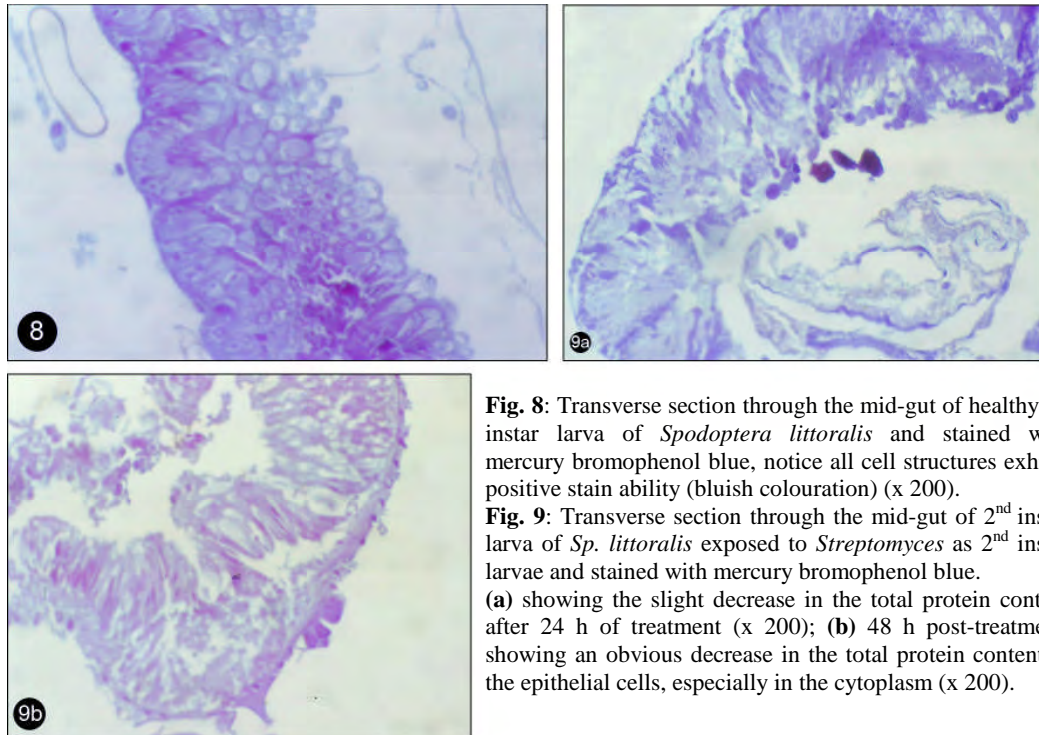 8
9a
9b
Fig. 8: Transverse section through the mid-gut of healthy
instar larva of Spodoptera littoralis and stained w
mercury bromophenol blue, notice all cell structures exh
positive stain ability (bluish colouration) (x 200).
Fig. 9: Transverse section through the mid-gut of 2nd ins
larva of Sp. littoralis exposed to Streptomyces as 2nd ins
larvae and stained with mercury bromophenol blue.
(a) showing the slight decrease in the total protein cont
after 24 h of treatment (x 200); (b) 48 h post-treatme
showing an obvious decrease in the total protein content
the epithelial cells, especially in the cytoplasm (x 200).